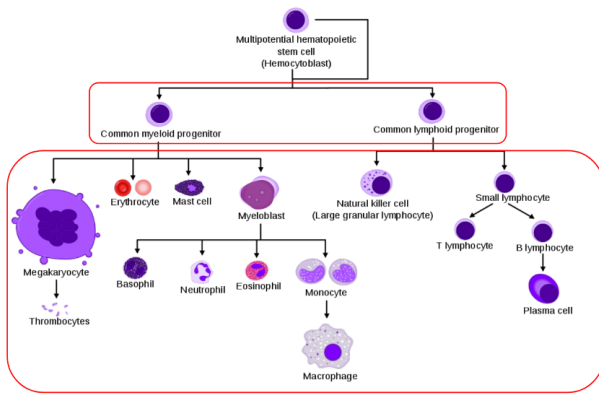 Multipotential hematopoietic
stem cell
(Hemocytoblast)
Common myeloid progenitor
Common lymphoid progenitor
Erythrocyte
Mast cell
Myeloblast
Natural killer cell
(Large granular lymphocyte)
Small lymphocyte
T lymphocyte
B lymphocyte
Megakaryocyte
Basophil
Neutrophil
Eosinophil
Monocyte
Plasma cell
Thrombocytes
Macrophage